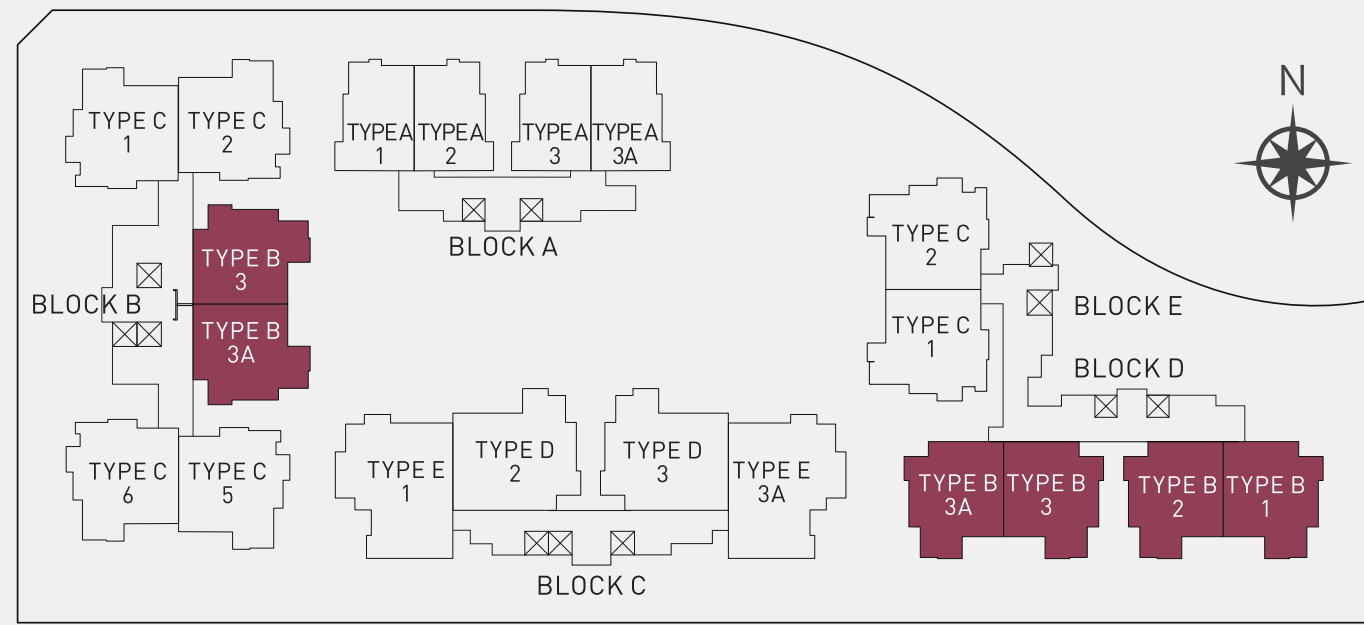 N
TYPE C
1
TYPE C
2
TYPE A
1
TYPE A
2
TYPE A
3
TYPE A
3A
BLOCK A
TYPE B
3
BLOCK B
TYPE B
3A
TYPE C
6
TYPE C
5
TYPE E
1
TYPE D
2
TYPE D
3
TYPE E
3A
BLOCK C
TYPE C
2
TYPE C
1
BLOCK E
BLOCK D
TYPE B
3A
TYPE B
3
TYPE B
2
TYPE B
1